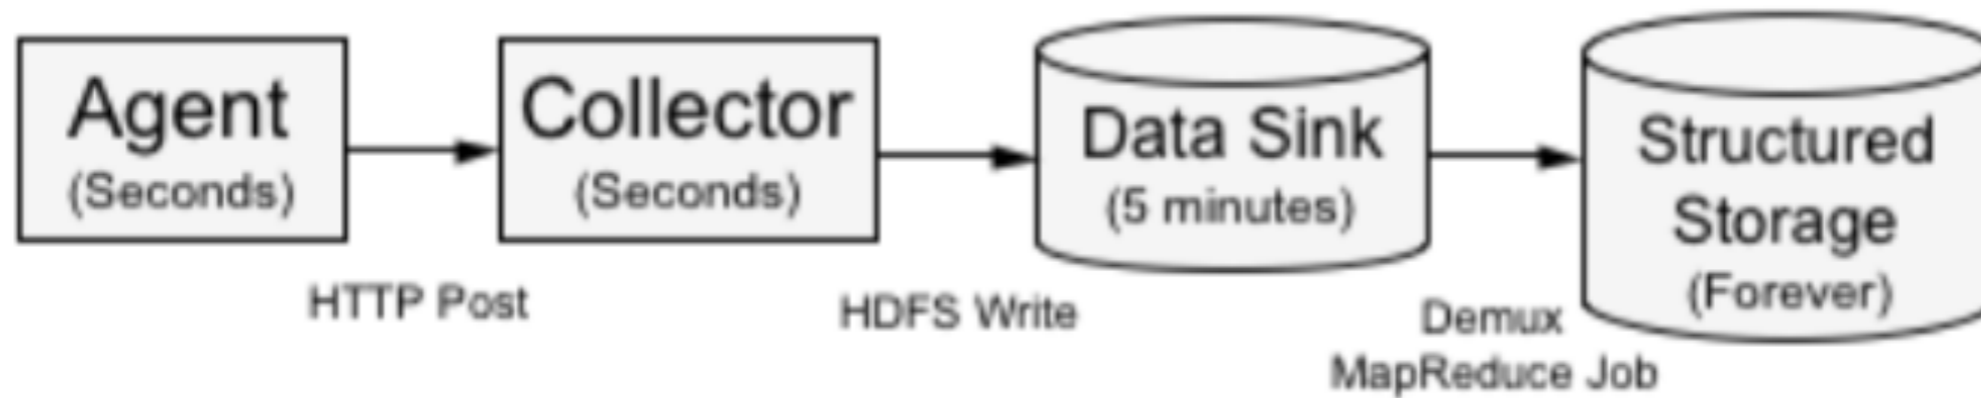 Agent
(Seconds)
HTTP Post
Collector
(Seconds)
HDFS Write
Data Sink
(5 minutes)
Demux
MapReduce Job
Structured
Storage
(Forever)